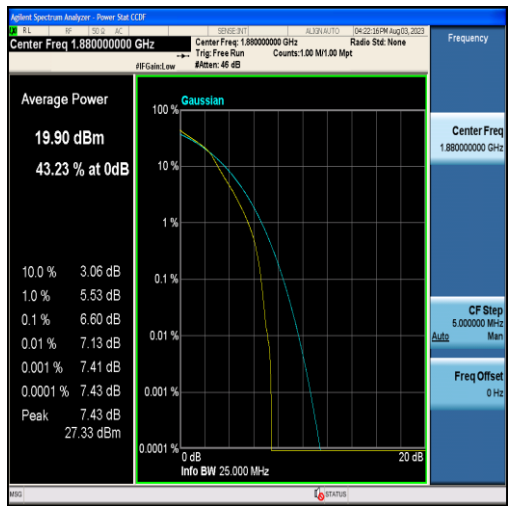 Agilent Spectrum Analyzer - Power Stat CCDF
RL RF 50 Ω AC SENSE:INT ALIGN AUTO 04:22:16 PM Aug 03, 2023
Center Freq 1.880000000 GHz
Center Freq: 1.880000000 GHz Radio Std: None
Trig: Free Run Counts:1.00 M/1.00 Mpt
#IFGain:Low #Atten: 46 dB
Frequency
Average Power
19.90 dBm
43.23 % at 0dB
10.0 % 3.06 dB
1.0 % 5.53 dB
0.1 % 6.60 dB
0.01 % 7.13 dB
0.001 % 7.41 dB
0.0001 % 7.43 dB
Peak 7.43 dB
27.33 dBm
Gaussian
100 %
10 %
1 %
0.1 %
0.01 %
0.001 %
0.0001 %
0 dB 20 dB
Info BW 25.000 MHz
Center Freq
1.880000000 GHz
CF Step
5.000000 MHz
Auto Man
Freq Offset
0 Hz
MSG STATUS